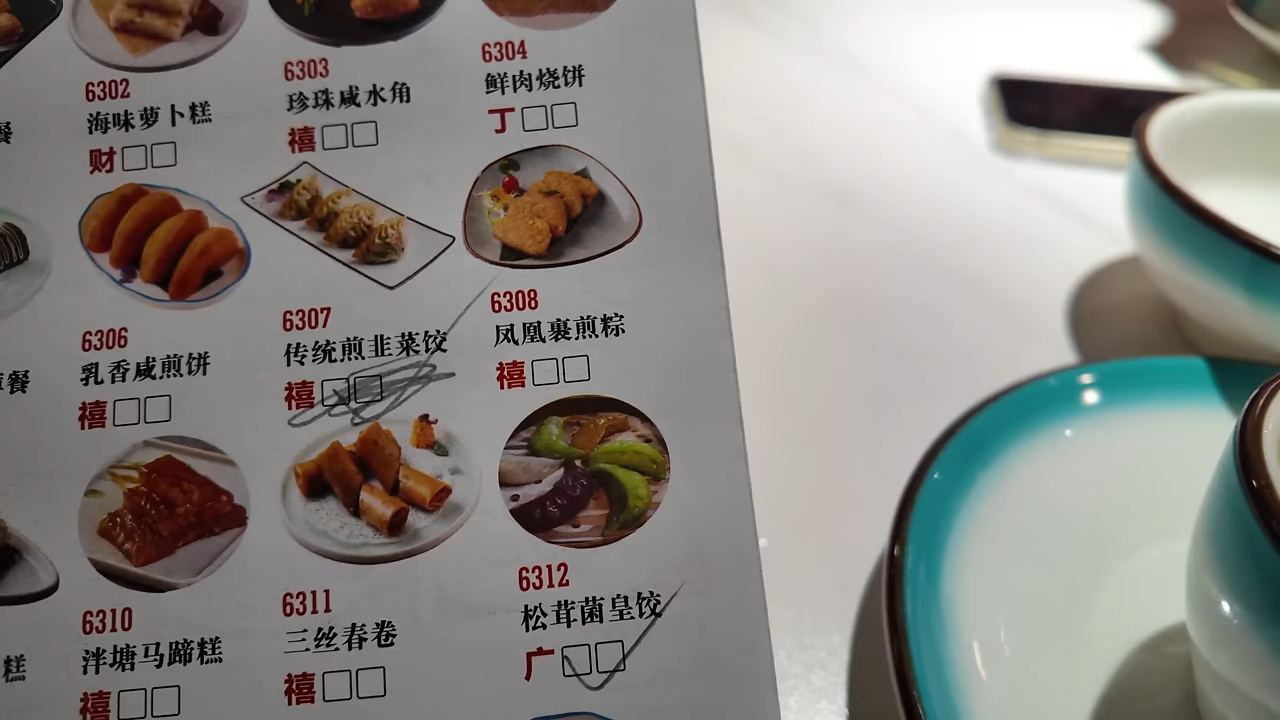 6302
海味萝卜糕
财
6303
珍珠咸水角
禧
6304
鲜肉烧饼
丁
餐
6306
乳香咸煎饼
禧
6307
传统煎韭菜饺
禧
6308
凤凰裹煎粽
禧
餐
6310
泮塘马蹄糕
禧
6311
三丝春卷
禧
6312
松茸菌皇饺
广
糕